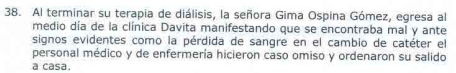 38. Al terminar su terapia de diálisis, la señora Gima Ospina Gómez, egresa al
medio día de la clínica Davita manifestando que se encontraba mal y ante
signos evidentes como la pérdida de sangre en el cambio de catéter el
personal médico y de enfermería hicieron caso omiso y ordenaron su salido
a casa.